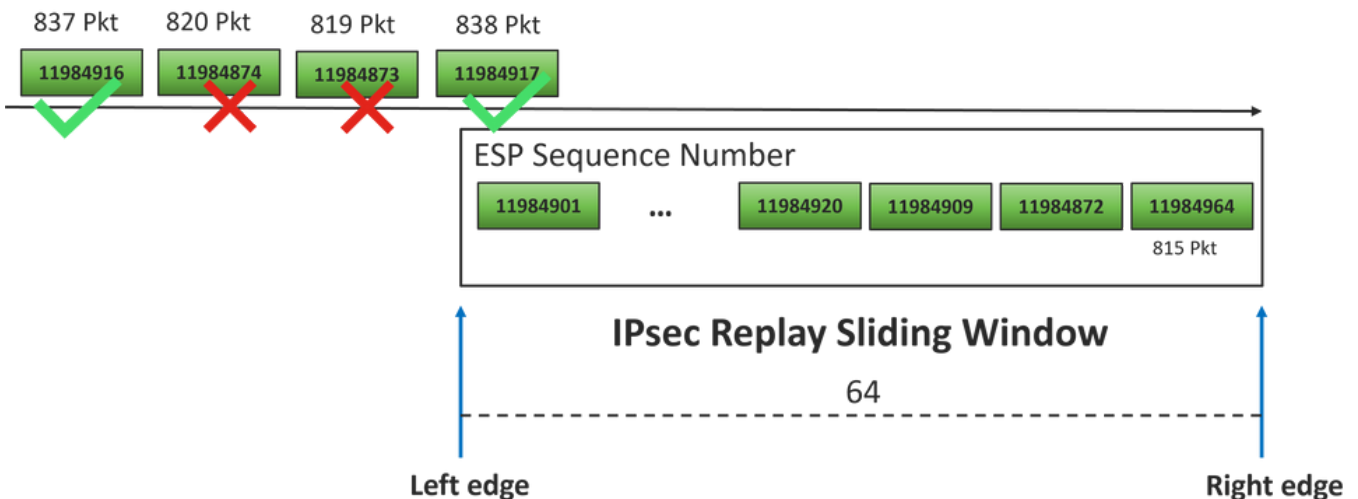 837 Pkt 820 Pkt 819 Pkt 838 Pkt
11984916 11984874 11984873 11984917
ESP Sequence Number
11984901 ... 11984920 11984909 11984872 11984964
815 Pkt
IPsec Replay Sliding Window
64
Left edge Right edge